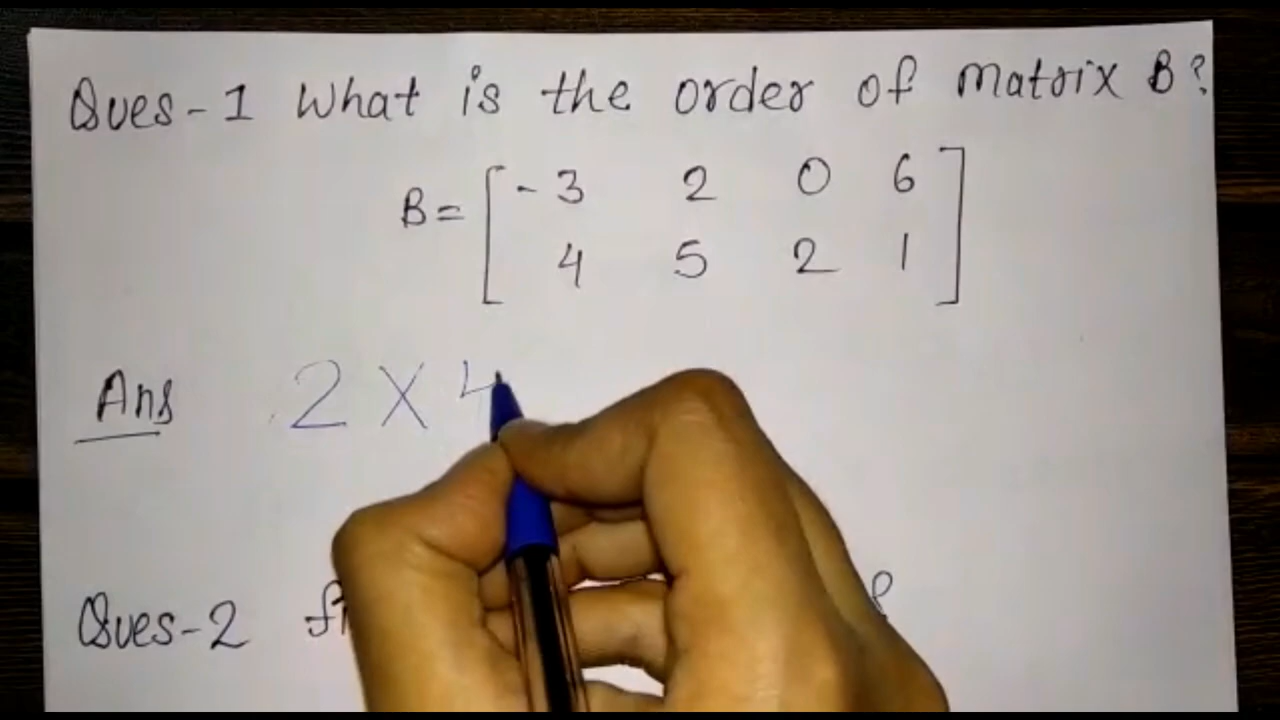 Ques-1 What is the order of matrix B?
B = [ -3 2 0 6
4 5 2 1 ]
Ans 2 X 4
Ques-2